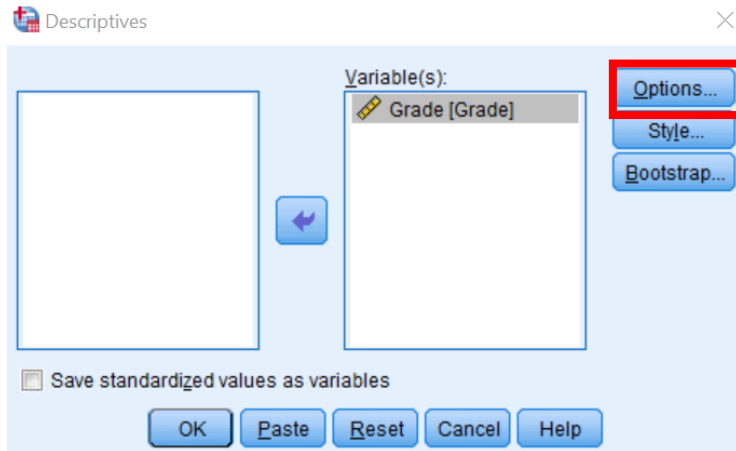 Descriptives
Variable(s):
Grade [Grade]
Options...
Style...
Bootstrap...
Save standardized values as variables
OK Paste Reset Cancel Help